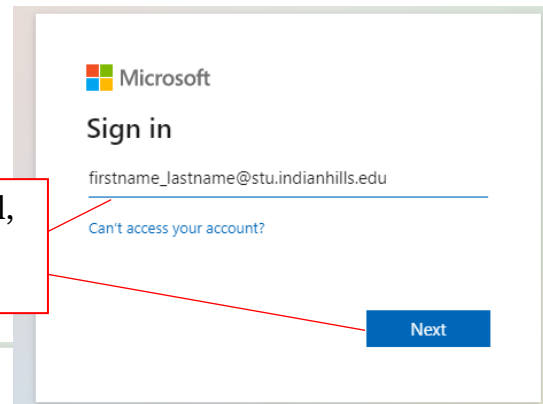 Microsoft
Sign in
firstname_lastname@stu.indianhills.edu
Can't access your account?
Next